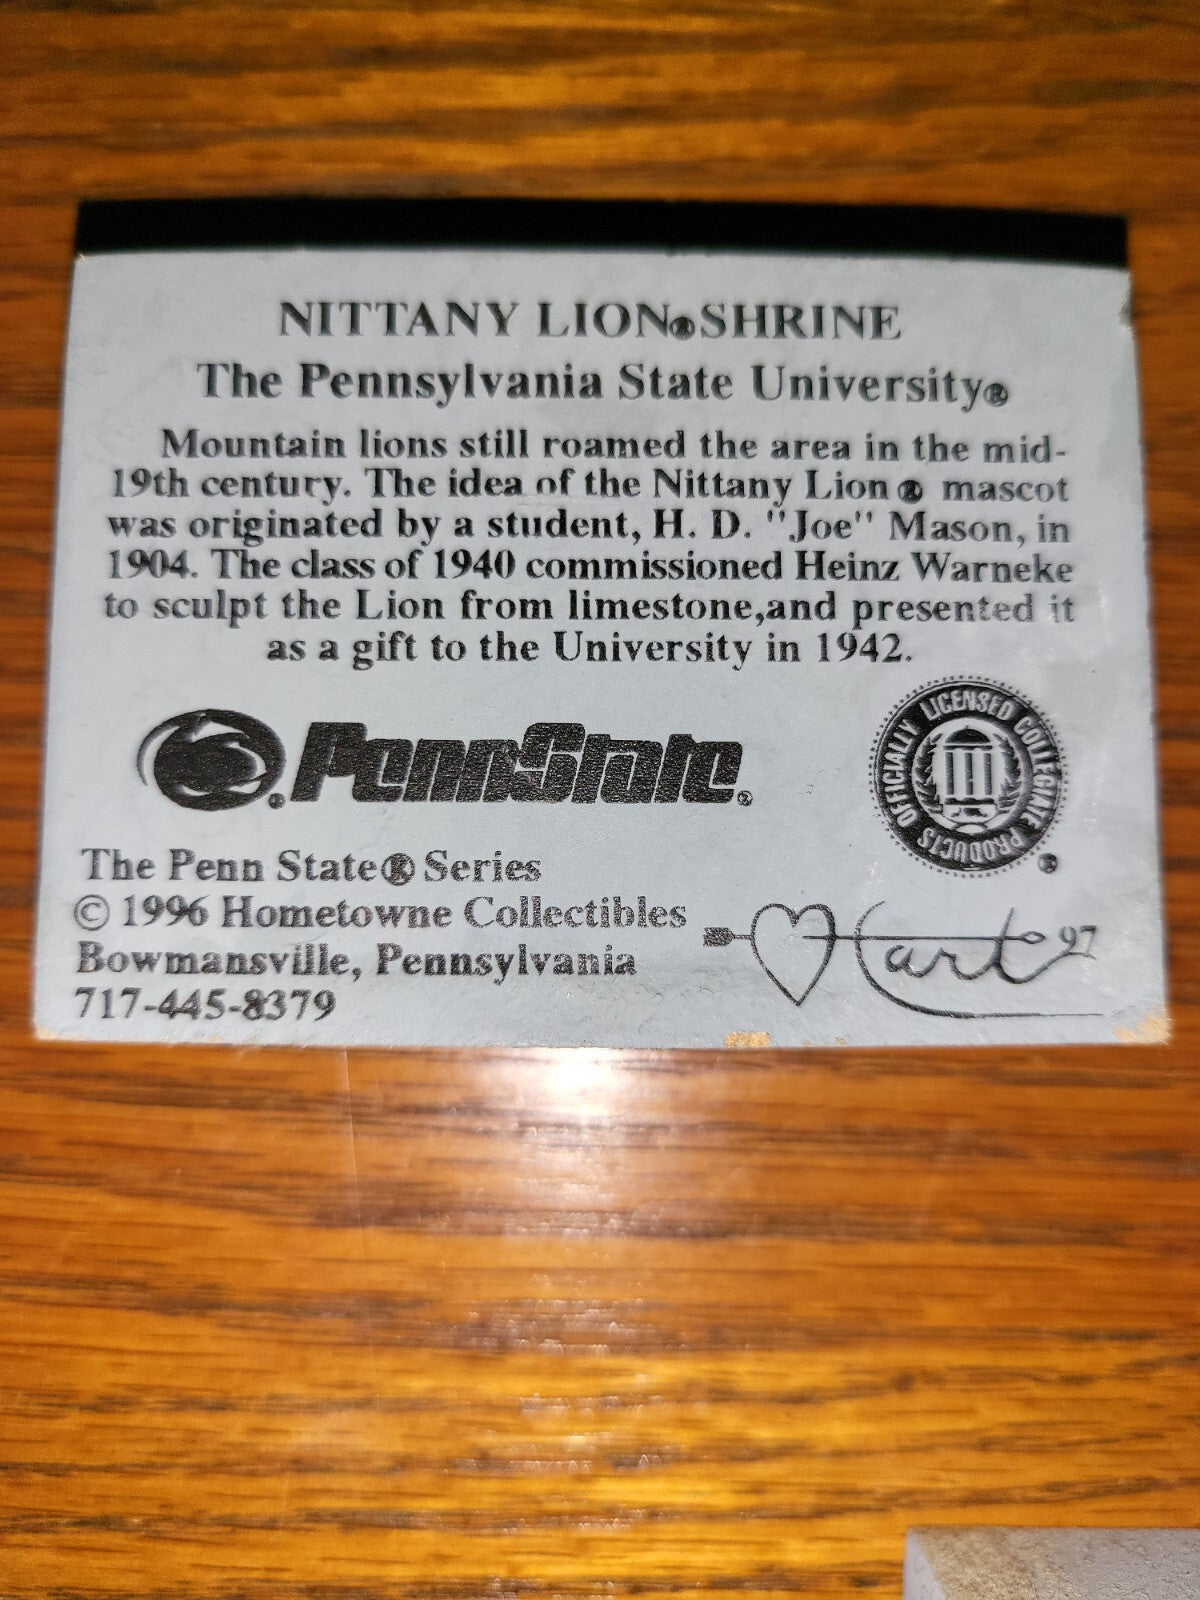 NITTANY LION® SHRINE
The Pennsylvania State University®
Mountain lions still roamed the area in the mid-
19th century. The idea of the Nittany Lion ® mascot
was originated by a student, H. D. "Joe" Mason, in
1904. The class of 1940 commissioned Heinz Warneke
to sculpt the Lion from limestone,and presented it
as a gift to the University in 1942.
® PennState®
OFFICIALLY LICENSED COLLEGIATE PRODUCTS ®
The Penn State® Series
© 1996 Hometowne Collectibles
Bowmansville, Pennsylvania
717-445-8379
Hart 97